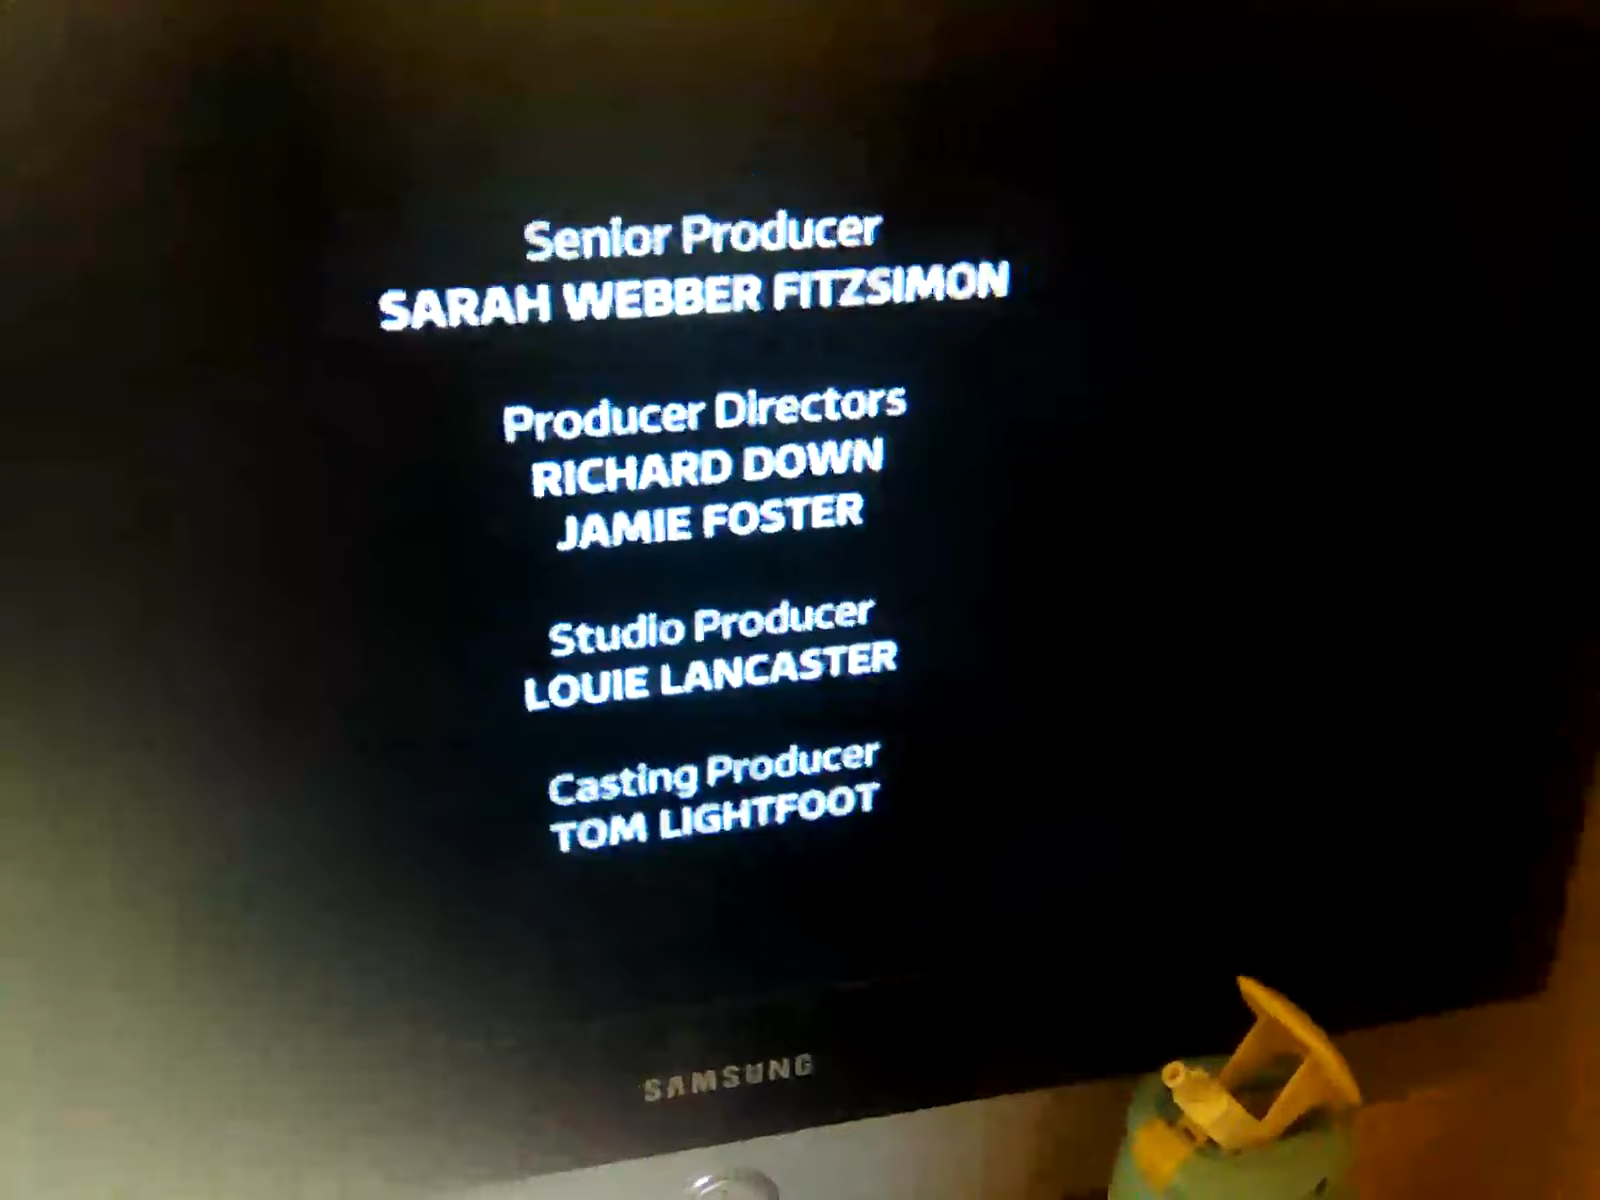 Senior Producer
SARAH WEBBER FITZSIMON
Producer Directors
RICHARD DOWN
JAMIE FOSTER
Studio Producer
LOUIE LANCASTER
Casting Producer
TOM LIGHTFOOT
SAMSUNG